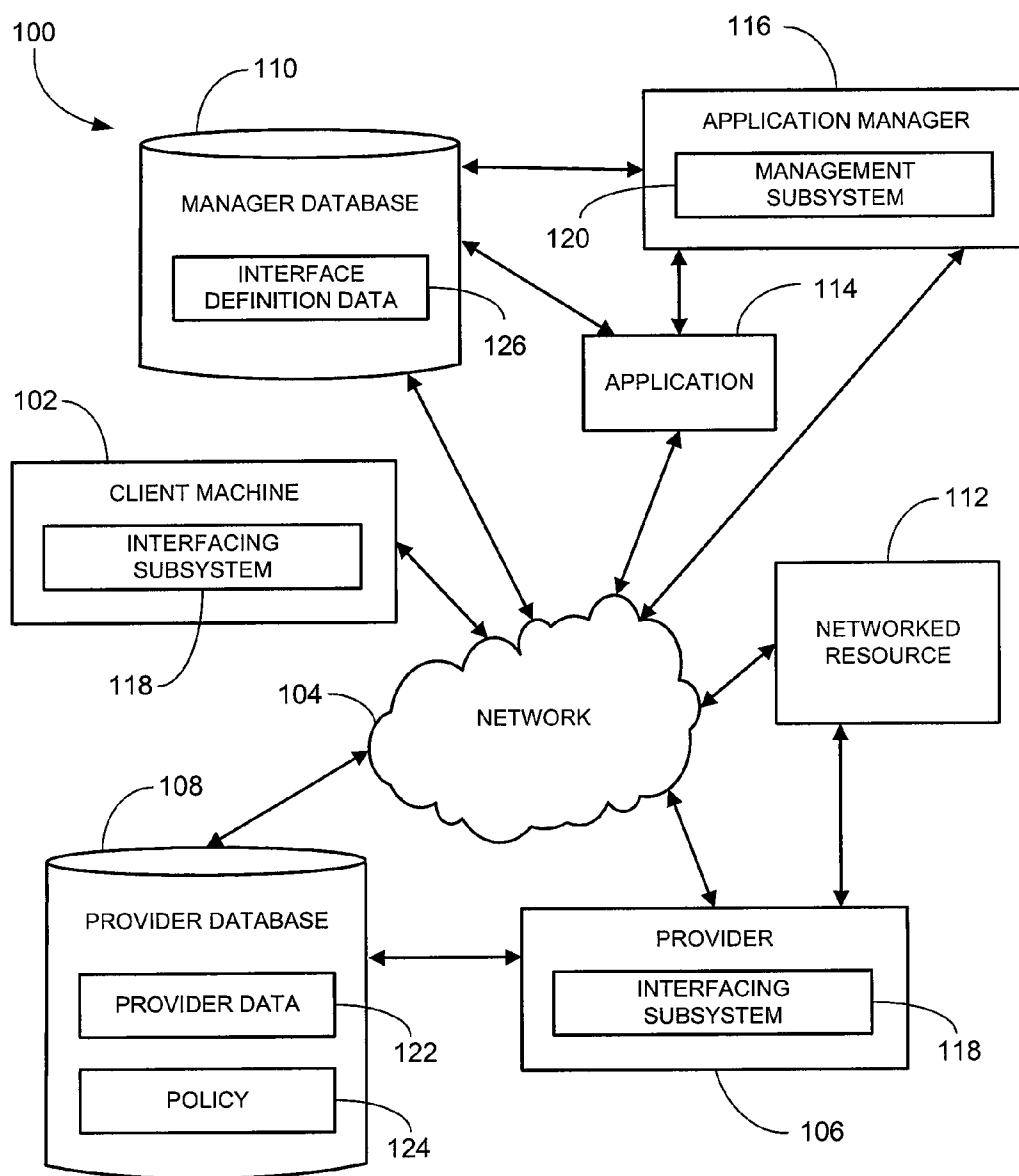 100
110
116
MANAGER DATABASE
INTERFACE
DEFINITION DATA
126
APPLICATION MANAGER
MANAGEMENT
SUBSYSTEM
120
114
APPLICATION
102
CLIENT MACHINE
INTERFACING
SUBSYSTEM
118
112
NETWORKED
RESOURCE
104
NETWORK
108
PROVIDER DATABASE
PROVIDER DATA
122
POLICY
124
PROVIDER
INTERFACING
SUBSYSTEM
118
106